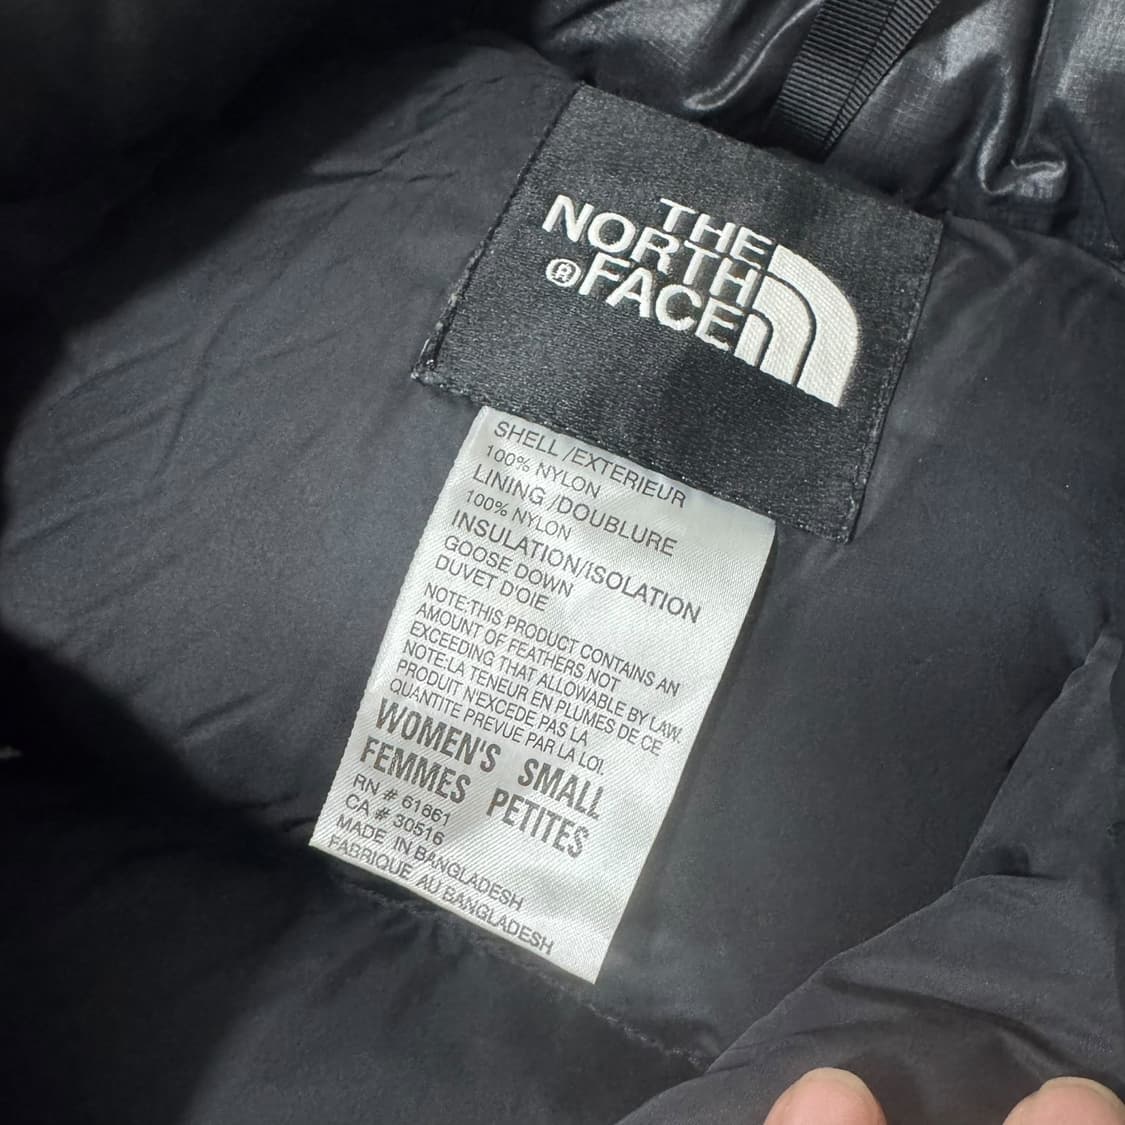 THE
NORTH
®FACE
SHELL/EXTERIEUR
100% NYLON
LINING/DOUBLURE
100% NYLON
INSULATION/ISOLATION
GOOSE DOWN
DUVET D'OIE
NOTE:THIS PRODUCT CONTAINS AN
AMOUNT OF FEATHERS NOT
EXCEEDING THAT ALLOWABLE BY LAW.
NOTE:LA TENEUR EN PLUMES DE CE
PRODUIT N'EXCEDE PAS LA
QUANTITE PREVUE PAR LA LOI.
WOMEN'S SMALL
FEMMES PETITES
RN # 61661
CA # 30516
MADE IN BANGLADESH
FABRIQUE AU BANGLADESH